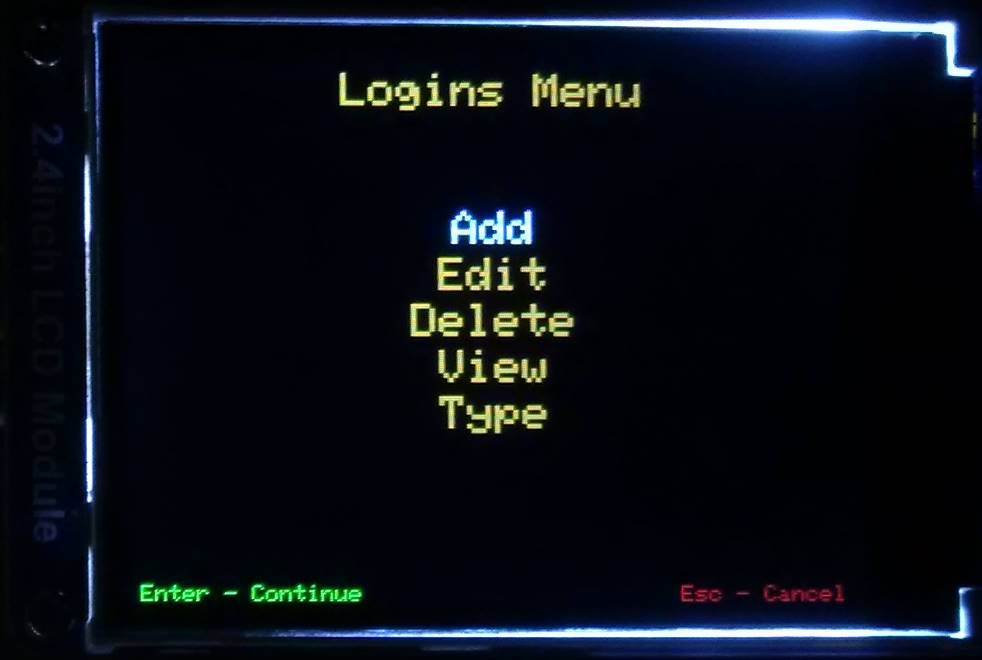 Logins Menu
Add
Edit
Delete
View
Type
Enter - Continue
Esc - Cancel
2.4inch LCD Module